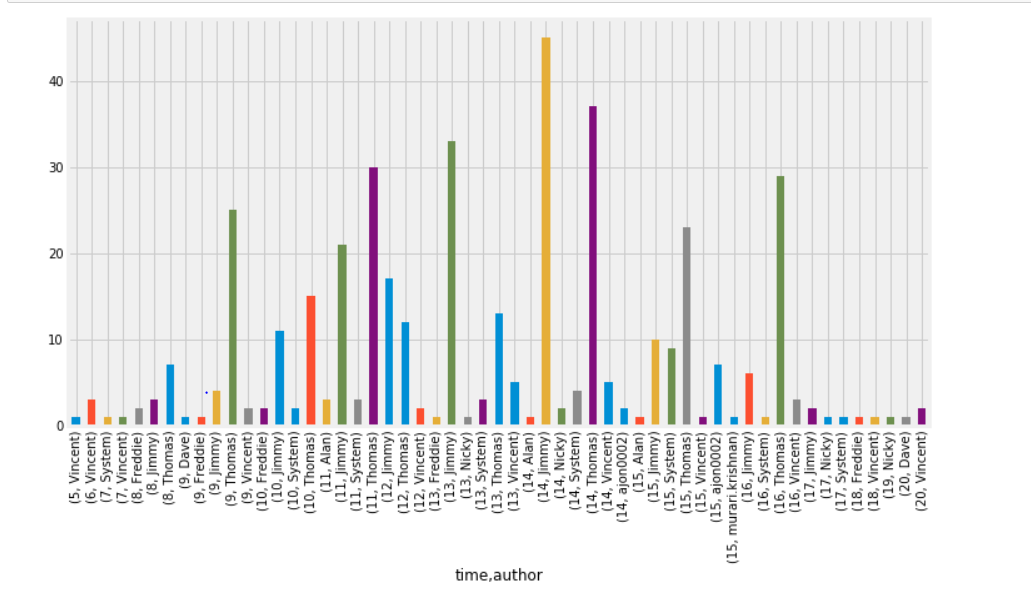 40
30
20
10
0
(5, Vincent)
(6, Vincent)
(7, System)
(7, Vincent)
(8, Freddie)
(8, Jimmy)
(8, Thomas)
(9, Dave)
(9, Freddie)
(9, Jimmy)
(9, Thomas)
(9, Vincent)
(10, Freddie)
(10, Jimmy)
(10, System)
(10, Thomas)
(11, Alan)
(11, Jimmy)
(11, System)
(11, Thomas)
(12, Jimmy)
(12, Thomas)
(12, Vincent)
(13, Freddie)
(13, Jimmy)
(13, Nicky)
(13, System)
(13, Thomas)
(13, Vincent)
(14, Alan)
(14, Jimmy)
(14, Nicky)
(14, System)
(14, Thomas)
(14, Vincent)
(14, ajon0002)
(15, Alan)
(15, Jimmy)
(15, System)
(15, Thomas)
(15, Vincent)
(15, ajon0002)
(15, murari.krishnan)
(16, Jimmy)
(16, System)
(16, Thomas)
(16, Vincent)
(17, Jimmy)
(17, Nicky)
(17, System)
(18, Freddie)
(18, Vincent)
(19, Nicky)
(20, Dave)
(20, Vincent)
time,author